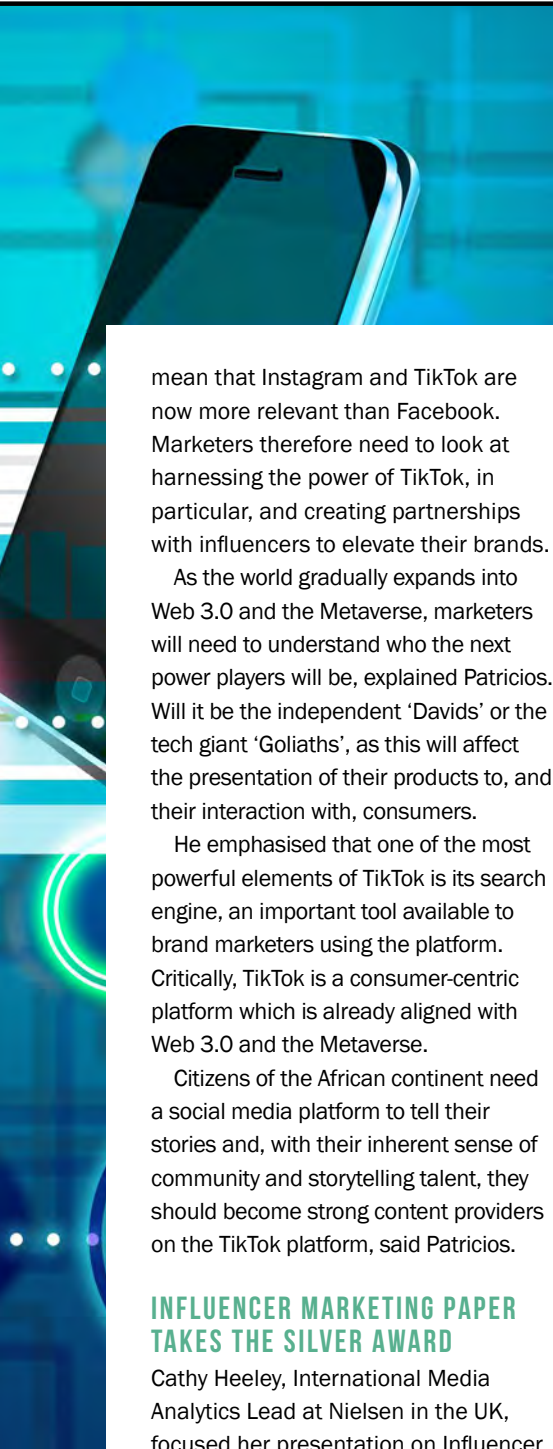 mean that Instagram and TikTok are
now more relevant than Facebook.
Marketers therefore need to look at
harnessing the power of TikTok, in
particular, and creating partnerships
with influencers to elevate their brands.
As the world gradually expands into
Web 3.0 and the Metaverse, marketers
will need to understand who the next
power players will be, explained Patricios.
Will it be the independent ‘Davids’ or the
tech giant ‘Goliaths’, as this will affect
the presentation of their products to, and
their interaction with, consumers.
He emphasised that one of the most
powerful elements of TikTok is its search
engine, an important tool available to
brand marketers using the platform.
Critically, TikTok is a consumer-centric
platform which is already aligned with
Web 3.0 and the Metaverse.
Citizens of the African continent need
a social media platform to tell their
stories and, with their inherent sense of
community and storytelling talent, they
should become strong content providers
on the TikTok platform, said Patricios.
INFLUENCER MARKETING PAPER
TAKES THE SILVER AWARD
Cathy Heeley, International Media
Analytics Lead at Nielsen in the UK,
focused her presentation on Influencer